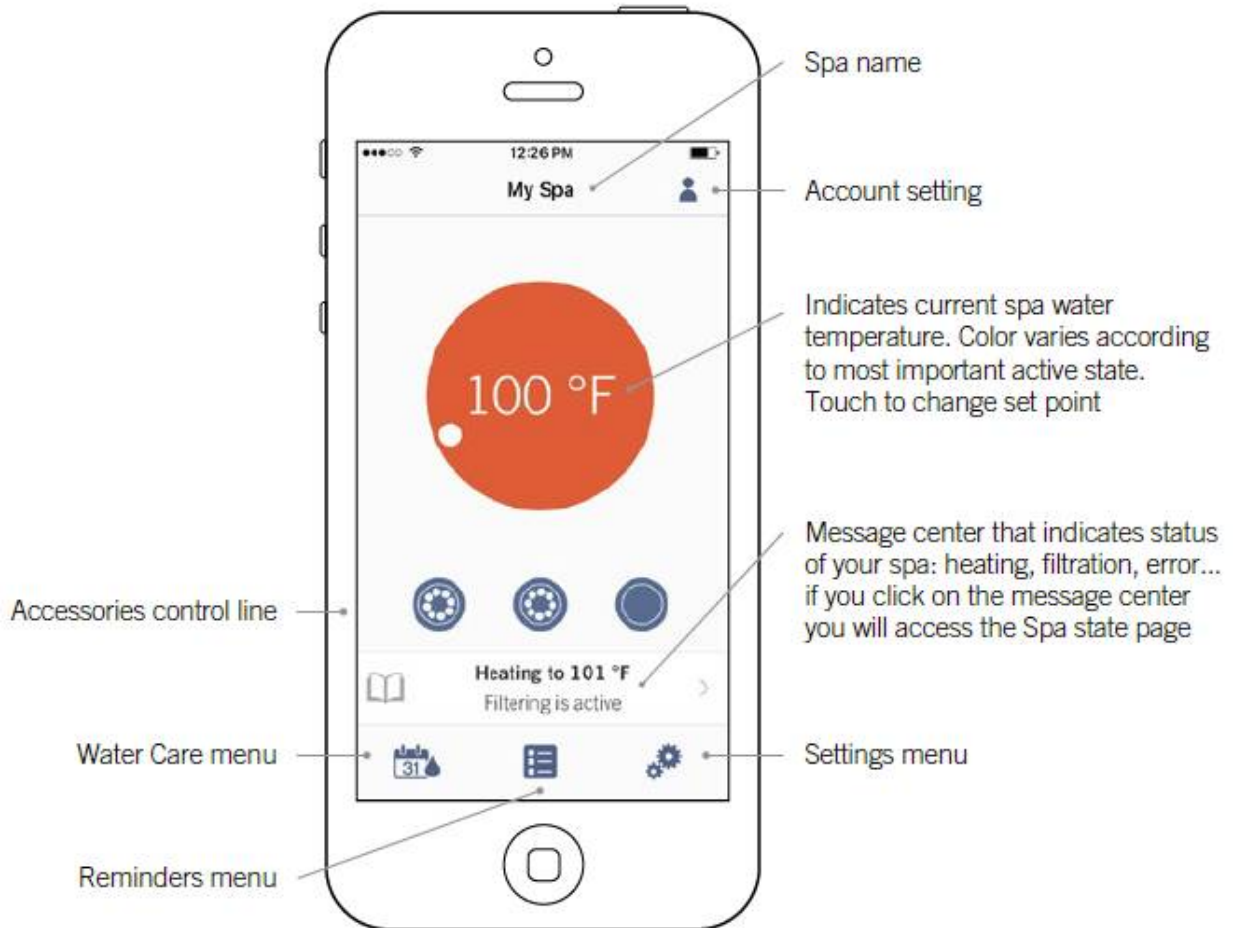 Spa name
12:26 PM
My Spa
Account setting
Indicates current spa water
temperature. Color varies according
to most important active state.
Touch to change set point
100 °F
Message center that indicates status
of your spa: heating, filtration, error...
if you click on the message center
you will access the Spa state page
Accessories control line
Heating to 101 °F
Filtering is active
Water Care menu
31
Settings menu
Reminders menu